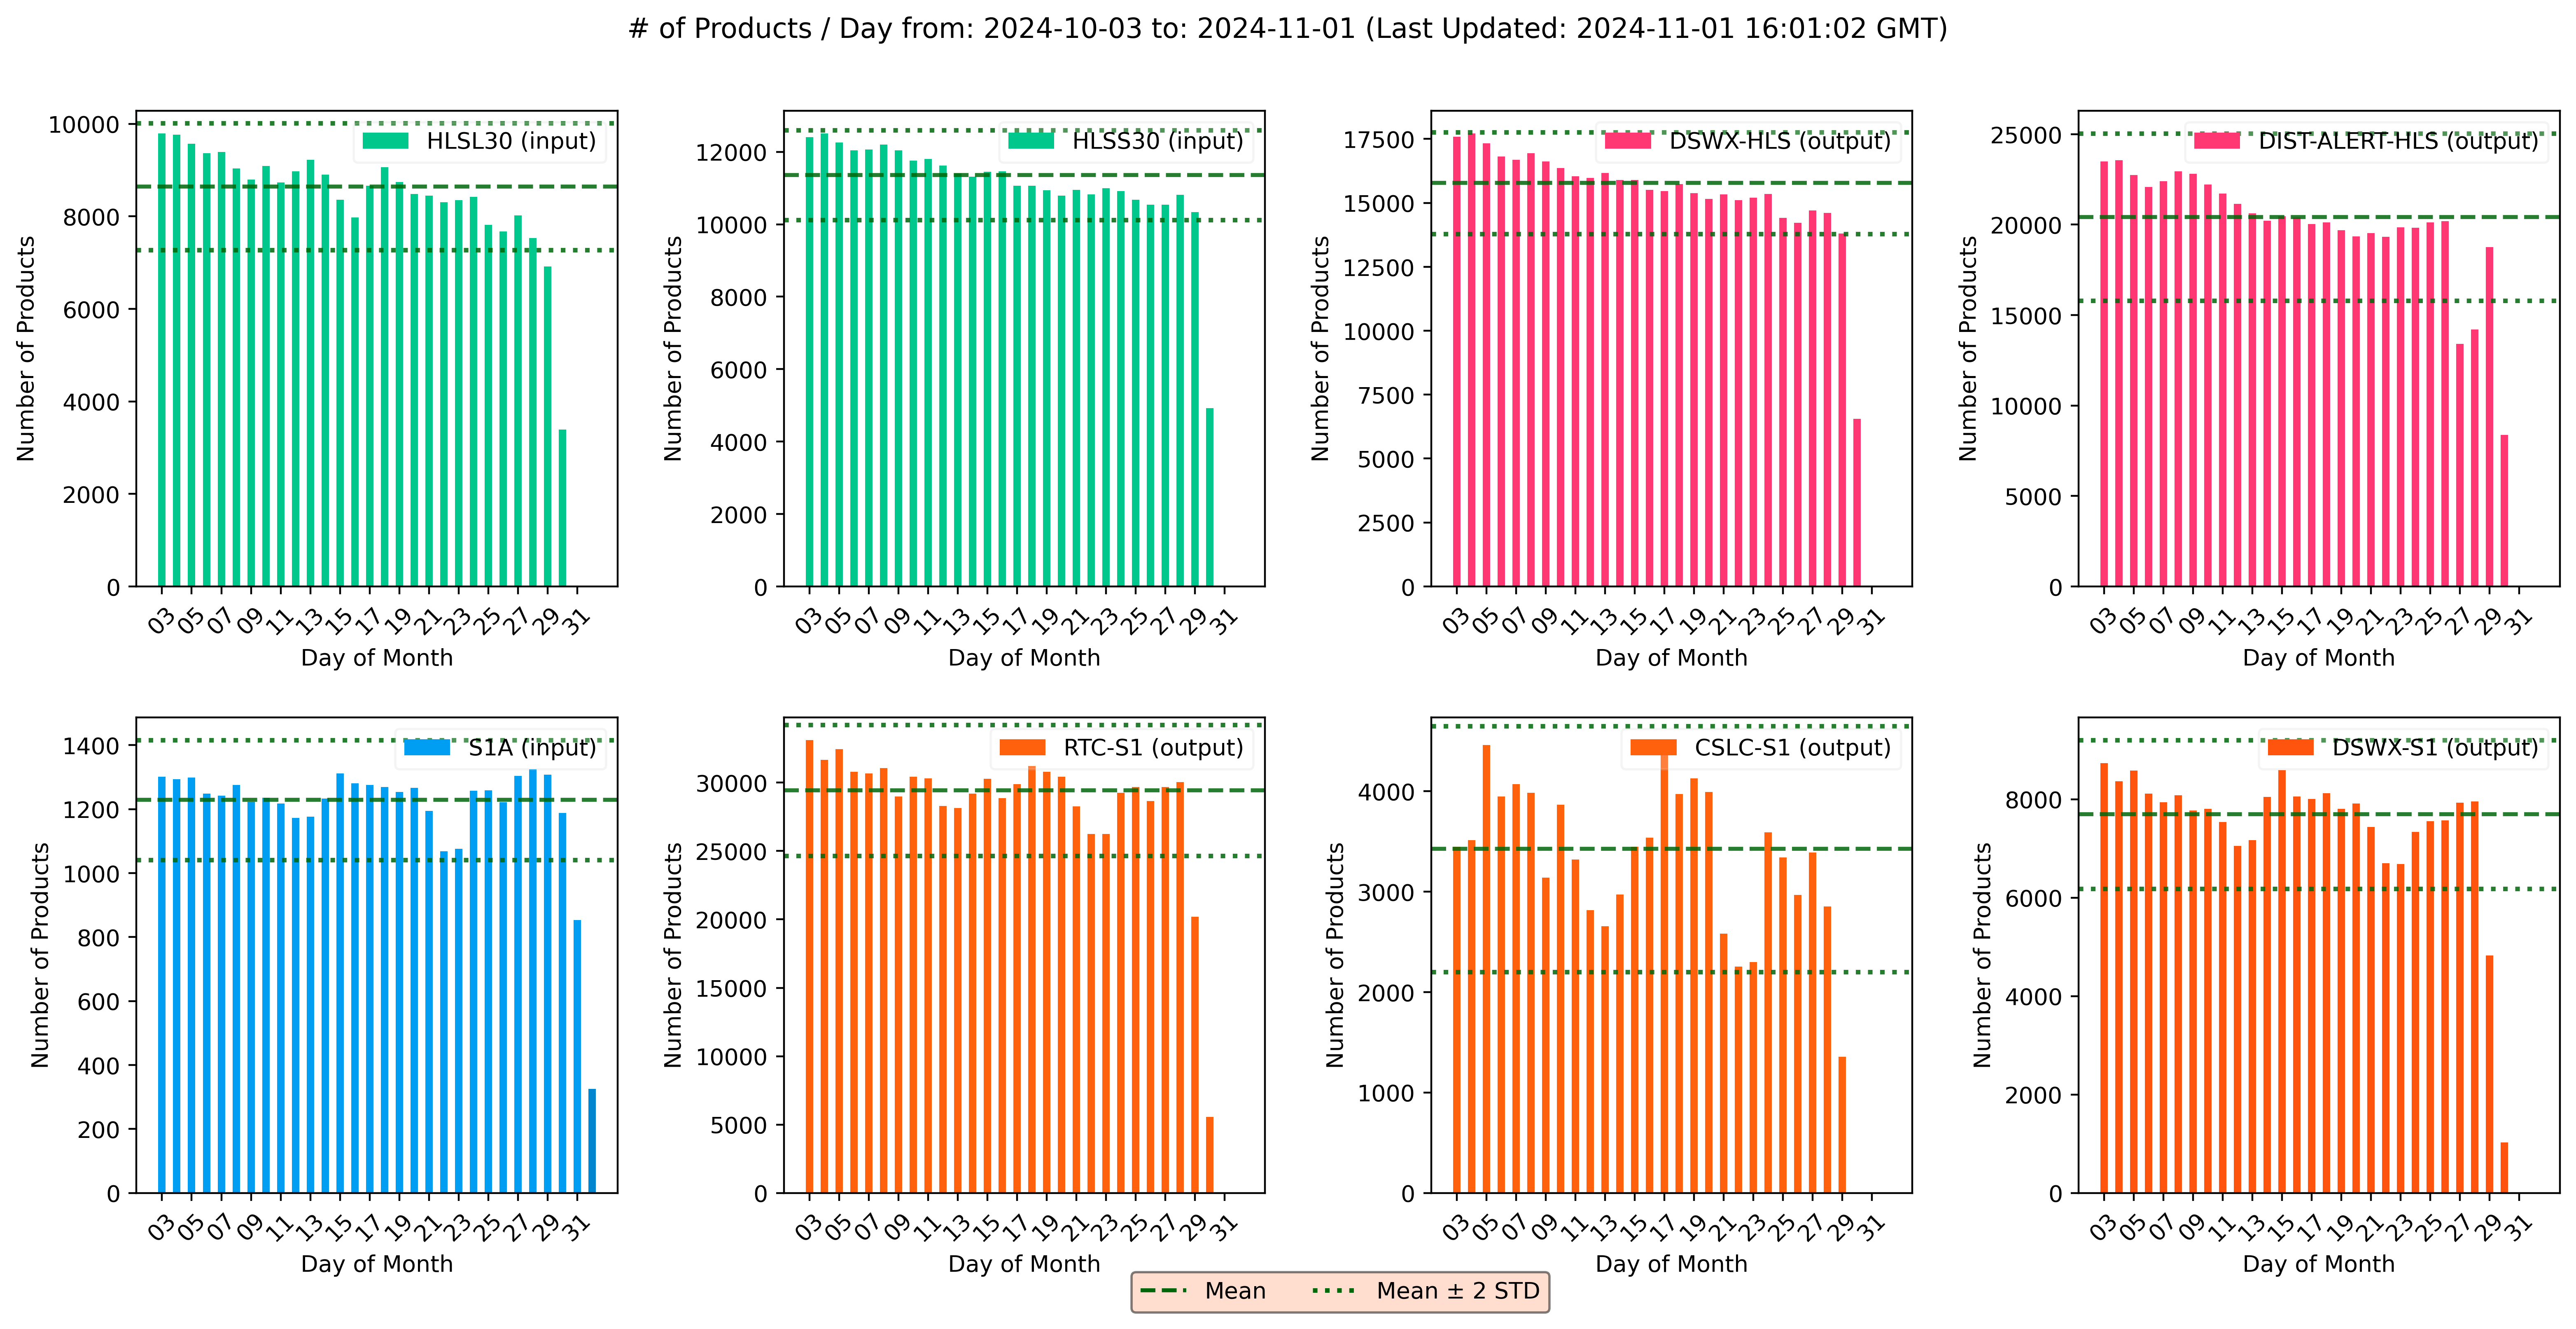 # of Products / Day from: 2024-10-03 to: 2024-11-01 (Last Updated: 2024-11-01 16:01:02 GMT)
HLSL30 (input)
Number of Products
10000
8000
6000
4000
2000
0
03 05 07 09 11 13 15 17 19 21 23 25 27 29 31
Day of Month
HLSS30 (input)
Number of Products
12000
10000
8000
6000
4000
2000
0
03 05 07 09 11 13 15 17 19 21 23 25 27 29 31
Day of Month
DSWX-HLS (output)
Number of Products
17500
15000
12500
10000
7500
5000
2500
0
03 05 07 09 11 13 15 17 19 21 23 25 27 29 31
Day of Month
DIST-ALERT-HLS (output)
Number of Products
25000
20000
15000
10000
5000
0
03 05 07 09 11 13 15 17 19 21 23 25 27 29 31
Day of Month
S1A (input)
Number of Products
1400
1200
1000
800
600
400
200
0
03 05 07 09 11 13 15 17 19 21 23 25 27 29 31
Day of Month
RTC-S1 (output)
Number of Products
30000
25000
20000
15000
10000
5000
0
03 05 07 09 11 13 15 17 19 21 23 25 27 29 31
Day of Month
CSLC-S1 (output)
Number of Products
4000
3000
2000
1000
0
03 05 07 09 11 13 15 17 19 21 23 25 27 29 31
Day of Month
DSWX-S1 (output)
Number of Products
8000
6000
4000
2000
0
03 05 07 09 11 13 15 17 19 21 23 25 27 29 31
Day of Month
Mean
Mean ± 2 STD